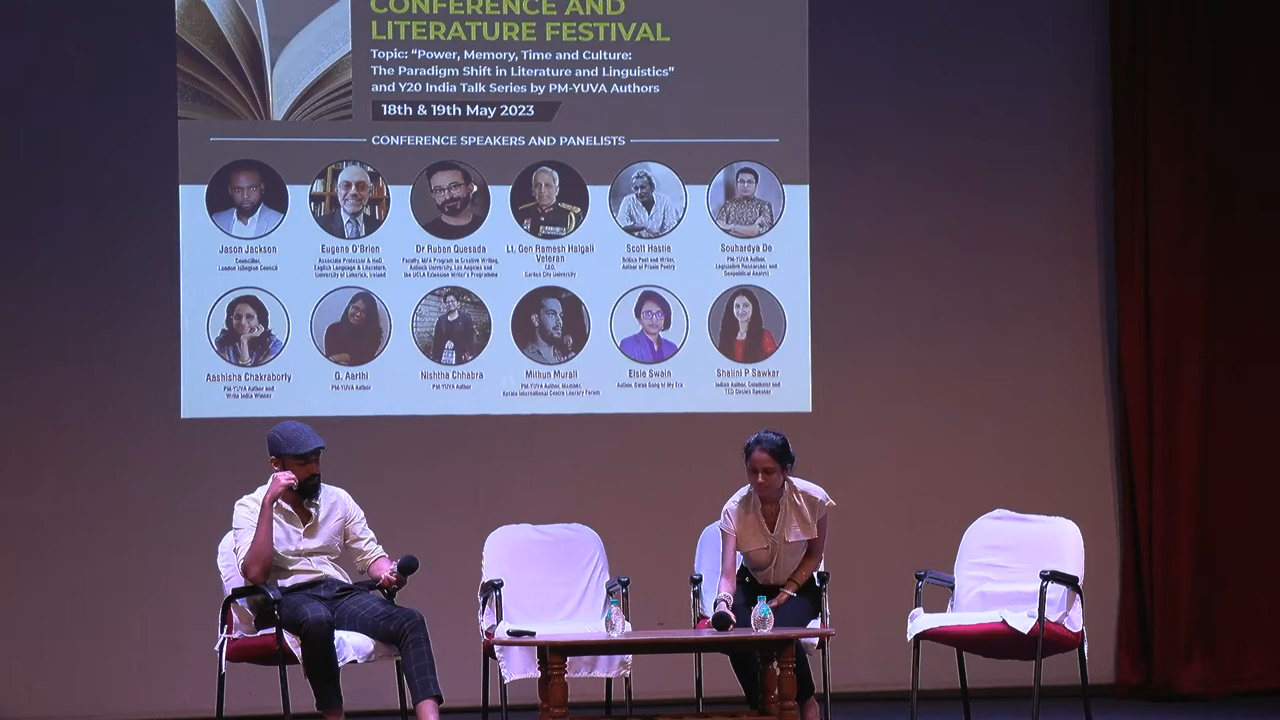 CONFERENCE AND
LITERATURE FESTIVAL
Topic: “Power, Memory, Time and Culture:
The Paradigm Shift in Literature and Linguistics”
and Y20 India Talk Series by PM-YUVA Authors
18th & 19th May 2023
CONFERENCE SPEAKERS AND PANELISTS
Jason Jackson
Councillor,
London Islington Council
Eugene O'Brien
Associate Professor & HoD
English Language & Literature,
University of Limerick, Ireland
Dr Ruben Quesada
Faculty, MFA Program in Creative Writing,
Antioch University, Los Angeles and
the UCLA Extension Writer's Programme
Lt. Gen Ramesh Halgali
Veteran
CEO,
Garden City University
Scott Hastie
British Poet and Writer,
Author of Praxis Poetry
Souhardya De
PM-YUVA Author,
Legislative Researcher and
Geopolitical Analyst
Aashisha Chakraborty
PM-YUVA Author and
Write India Winner
G. Aarthi
PM-YUVA Author
Nishtha Chhabra
PM-YUVA Author
Mithun Murali
PM-YUVA Author, Member,
Kerala International Centre Literary Forum
Elsie Swain
Author, Swan Song of My Era
Shalini P Sawkar
Indian Author, Columnist and
TED Circles Speaker